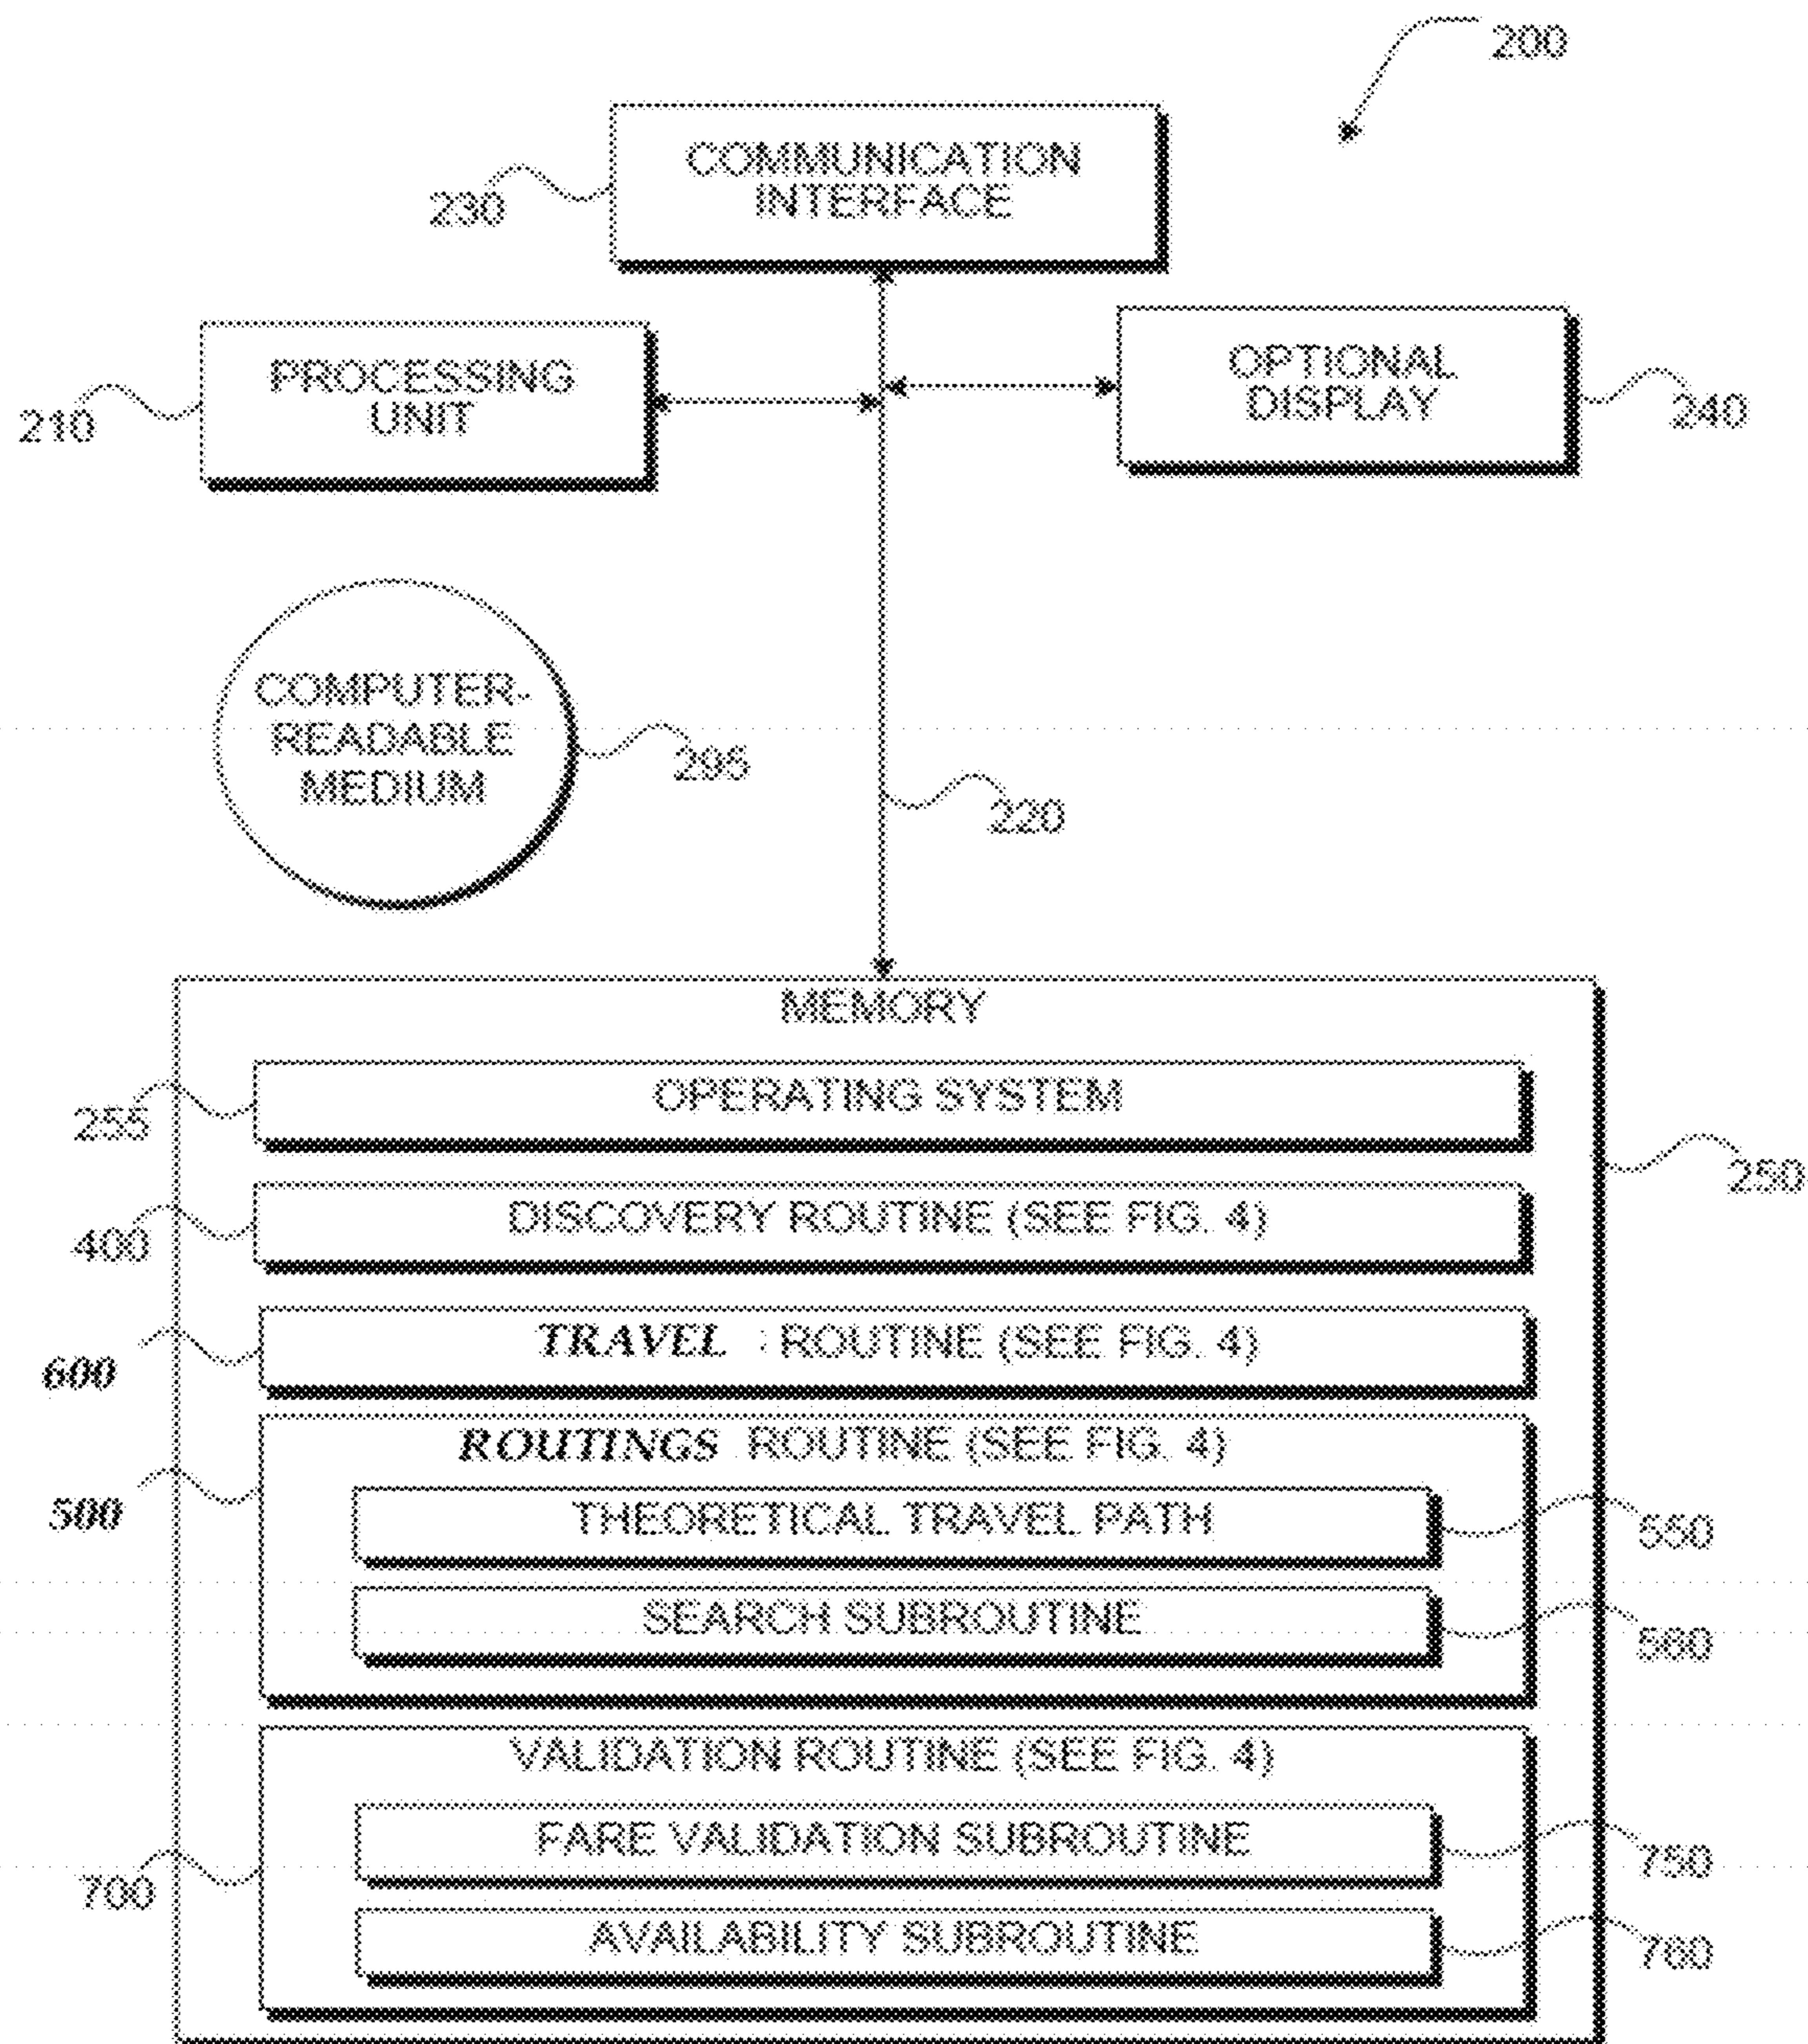 200
COMMUNICATION
INTERFACE
230
PROCESSING
UNIT
210
OPTIONAL
DISPLAY
240
COMPUTER-
READABLE
MEDIUM
295
220
MEMORY
OPERATING SYSTEM
255
250
DISCOVERY ROUTINE (SEE FIG. 4)
400
TRAVEL : ROUTINE (SEE FIG. 4)
600
ROUTINGS ROUTINE (SEE FIG. 4)
500
THEORETICAL TRAVEL PATH
550
SEARCH SUBROUTINE
560
VALIDATION ROUTINE (SEE FIG. 4)
FARE VALIDATION SUBROUTINE
750
700
AVAILABILITY SUBROUTINE
760